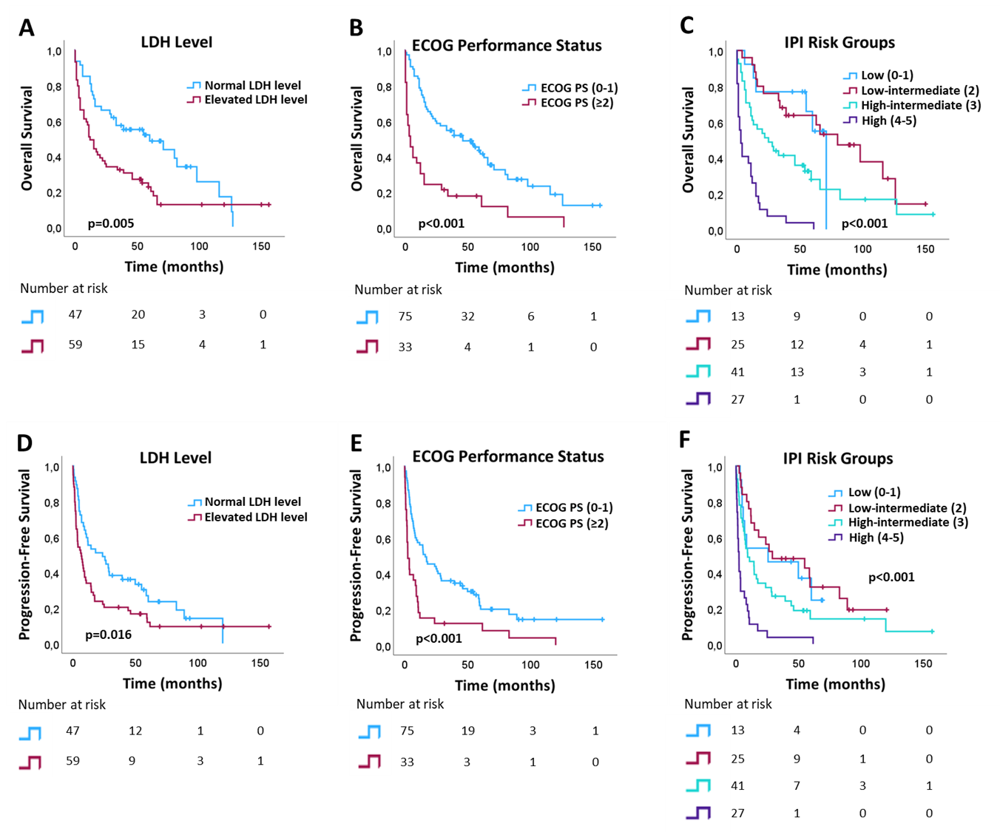 A
LDH Level
Overall Survival
1,0
0,8
0,6
0,4
0,2
0,0
Normal LDH level
Elevated LDH level
p=0.005
0 50 100 150
Time (months)
Number at risk
47 20 3 0
59 15 4 1
B
ECOG Performance Status
Overall Survival
1,0
0,8
0,6
0,4
0,2
0,0
ECOG PS (0-1)
ECOG PS (≥2)
p<0.001
0 50 100 150
Time (months)
Number at risk
75 32 6 1
33 4 1 0
C
IPI Risk Groups
Overall Survival
1,0
0,8
0,6
0,4
0,2
0,0
Low (0-1)
Low-intermediate (2)
High-intermediate (3)
High (4-5)
p<0.001
0 50 100 150
Time (months)
Number at risk
13 9 0 0
25 12 4 1
41 13 3 1
27 1 0 0
D
LDH Level
Progression-Free Survival
1,0
0,8
0,6
0,4
0,2
0,0
Normal LDH level
Elevated LDH level
p=0.016
0 50 100 150
Time (months)
Number at risk
47 12 1 0
59 9 3 1
E
ECOG Performance Status
Progression-Free Survival
1,0
0,8
0,6
0,4
0,2
0,0
ECOG PS (0-1)
ECOG PS (≥2)
p<0.001
0 50 100 150
Time (months)
Number at risk
75 19 3 1
33 3 1 0
F
IPI Risk Groups
Progression-Free Survival
1,0
0,8
0,6
0,4
0,2
0,0
Low (0-1)
Low-intermediate (2)
High-intermediate (3)
High (4-5)
p<0.001
0 50 100 150
Time (months)
Number at risk
13 4 0 0
25 9 1 0
41 7 3 1
27 1 0 0